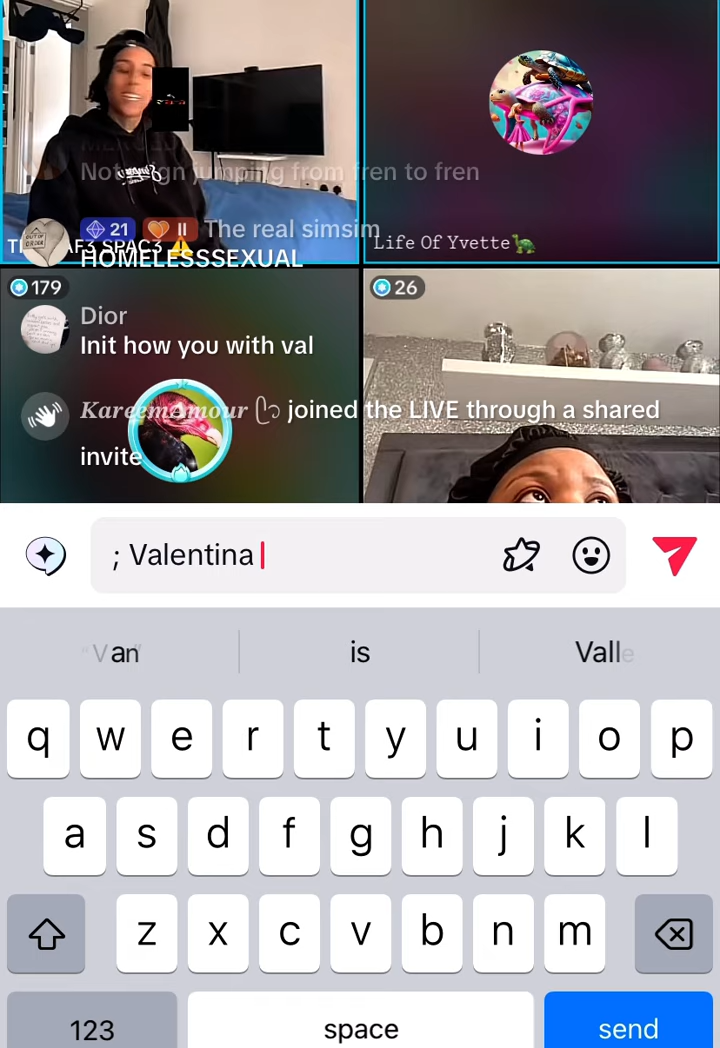 Not
jumping from fren to fren
21 II The real simsim
HOMELESSSEXUAL
Life Of Yvette🐢
179
26
Dior
Init how you with val
KareemAmour joined the LIVE through a shared
invite
; Valentina
"Van"
is
Valle
q w e r t y u i o p
a s d f g h j k l
z x c v b n m
123 space send